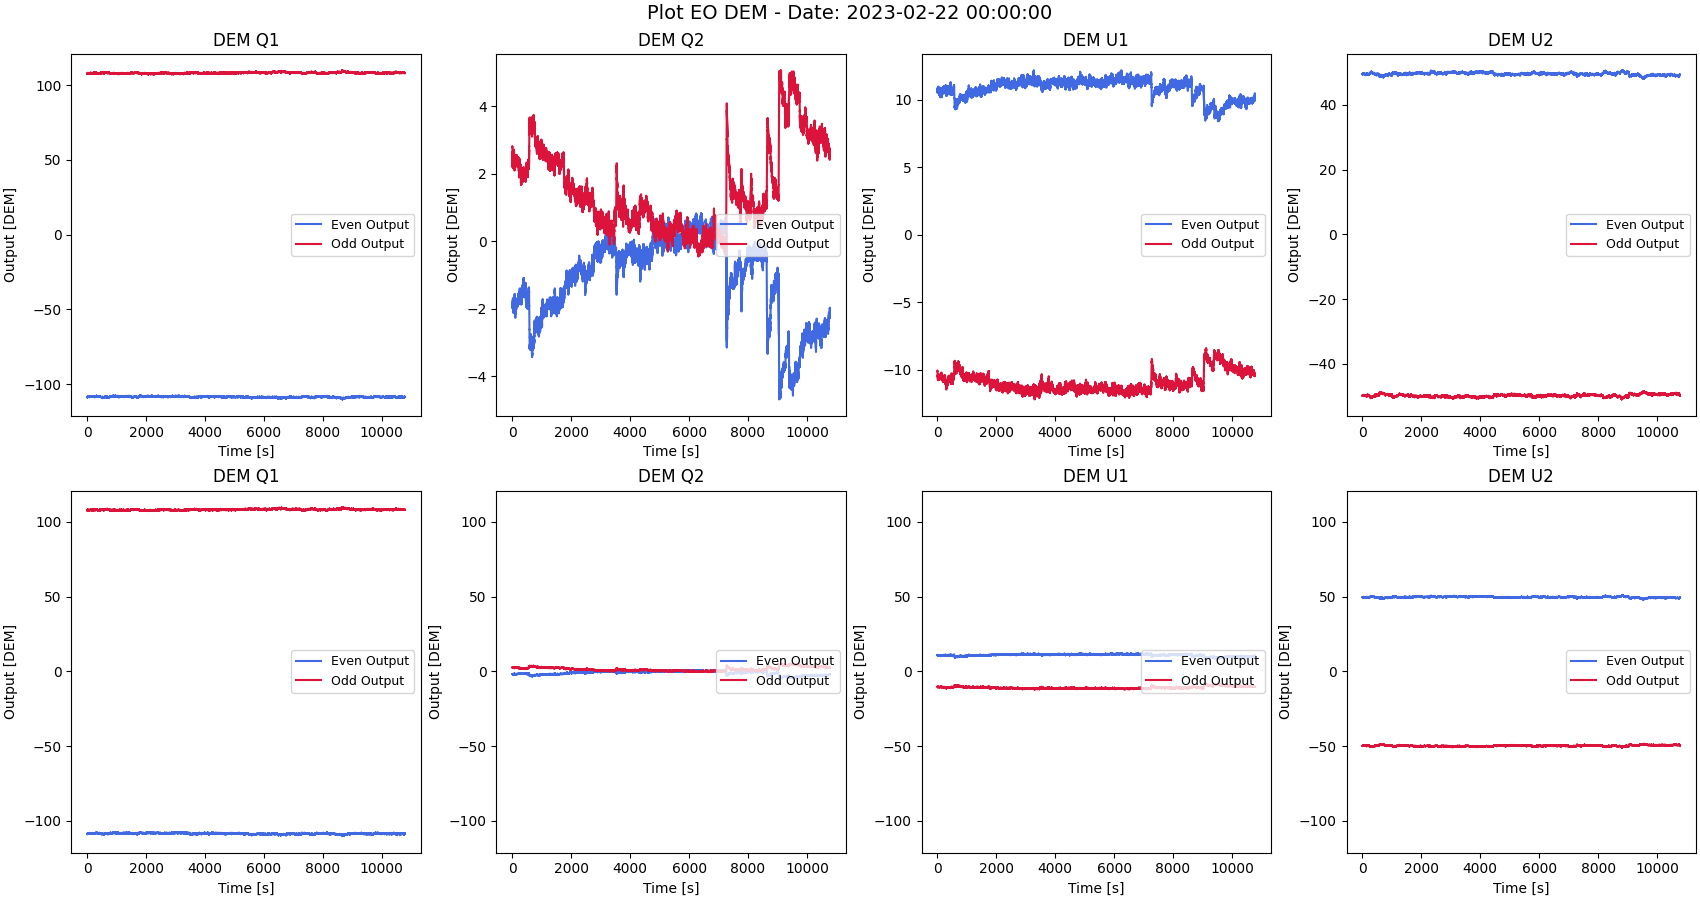 Plot EO DEM - Date: 2023-02-22 00:00:00
DEM Q1
DEM Q2
DEM U1
DEM U2
Output [DEM]
100
50
0
−50
−100
Even Output
Odd Output
0 2000 4000 6000 8000 10000
Time [s]
Output [DEM]
4
2
0
−2
−4
Even Output
Odd Output
0 2000 4000 6000 8000 10000
Time [s]
Output [DEM]
10
5
0
−5
−10
Even Output
Odd Output
0 2000 4000 6000 8000 10000
Time [s]
Output [DEM]
40
20
0
−20
−40
Even Output
Odd Output
0 2000 4000 6000 8000 10000
Time [s]
DEM Q1
DEM Q2
DEM U1
DEM U2
Output [DEM]
100
50
0
−50
−100
Even Output
Odd Output
0 2000 4000 6000 8000 10000
Time [s]
Output [DEM]
100
50
0
−50
−100
Even Output
Odd Output
0 2000 4000 6000 8000 10000
Time [s]
Output [DEM]
100
50
0
−50
−100
Even Output
Odd Output
0 2000 4000 6000 8000 10000
Time [s]
Output [DEM]
100
50
0
−50
−100
Even Output
Odd Output
0 2000 4000 6000 8000 10000
Time [s]